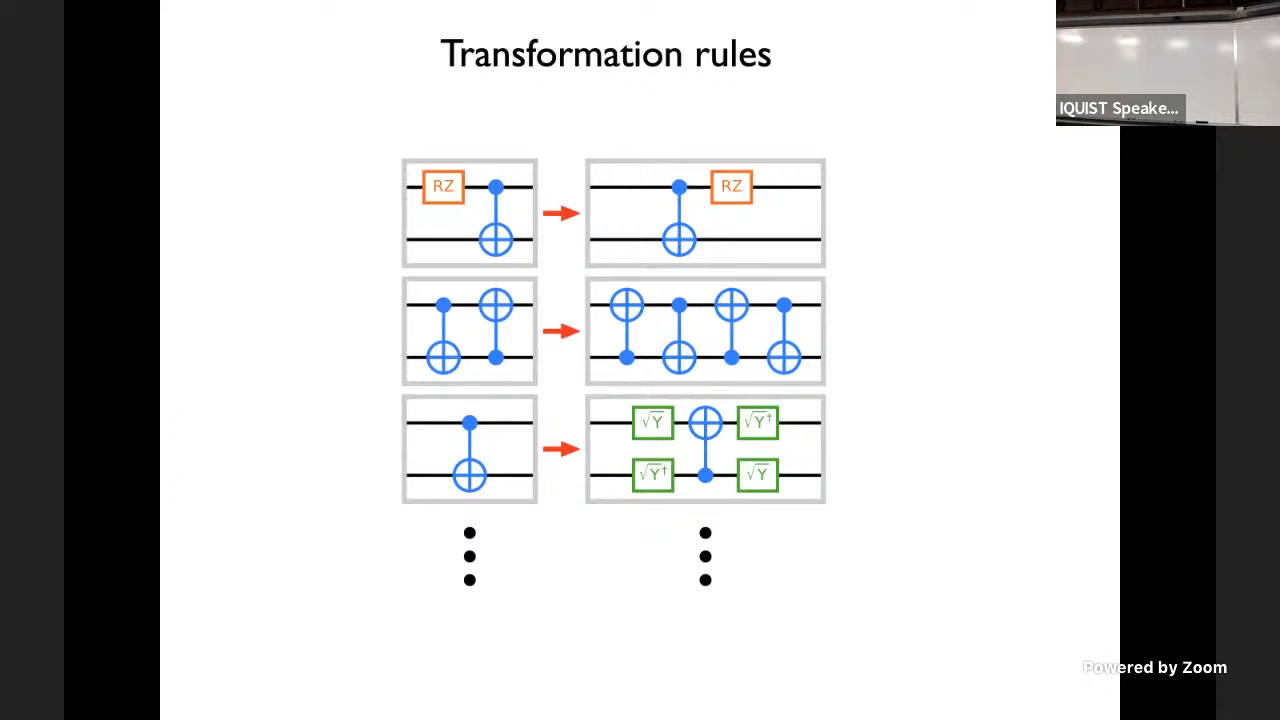 Transformation rules
IQUIST Speake...
RZ
RZ
√Y
√Y†
√Y†
√Y
Powered by Zoom